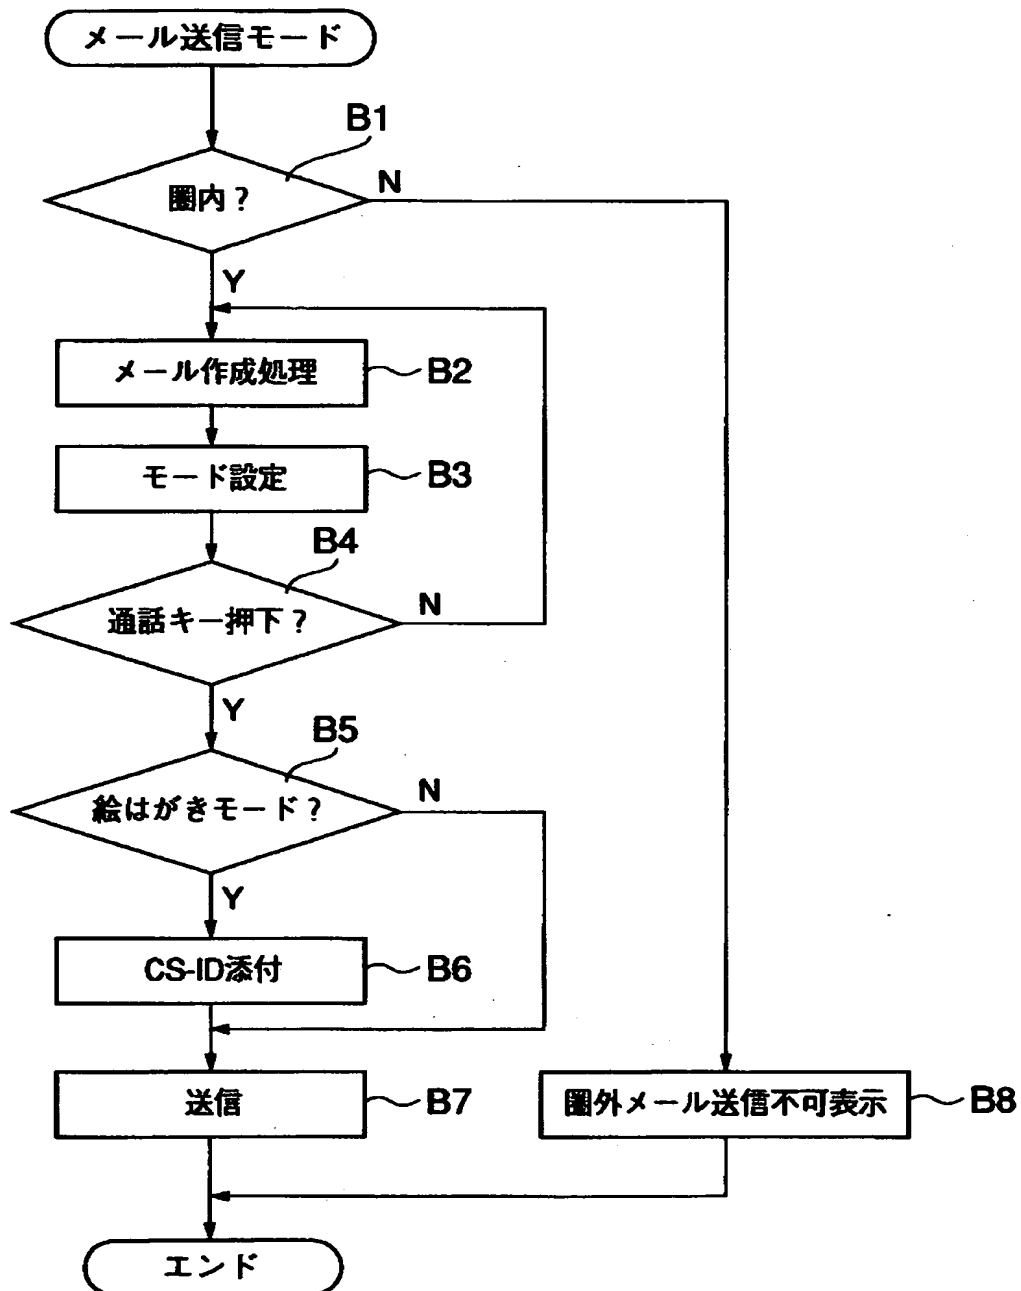 メール送信モード
B1
圏内？
N
Y
メール作成処理
B2
モード設定
B3
B4
通話キー押下？
N
Y
B5
絵はがきモード？
N
Y
CS-ID添付
B6
送信
B7
圏外メール送信不可表示
B8
エンド